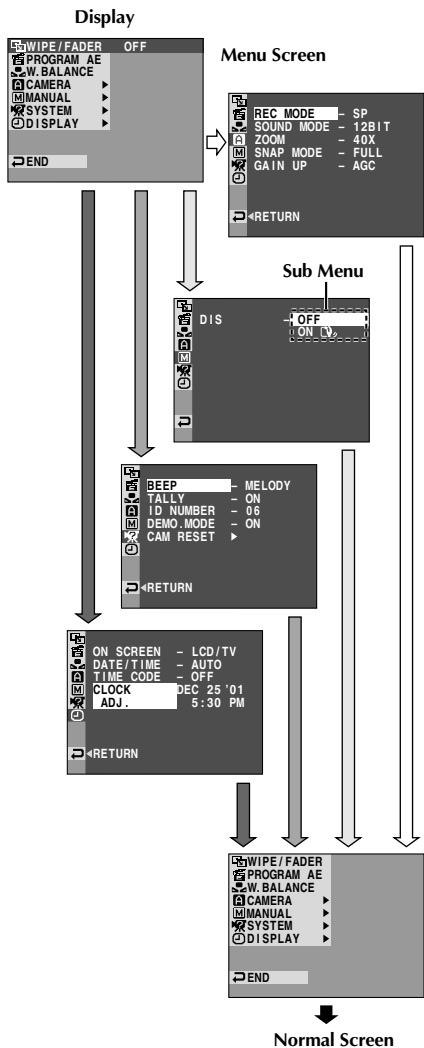 Display
WIPE/FADER OFF
PROGRAM AE
W. BALANCE
CAMERA
MANUAL
SYSTEM
DISPLAY
END
Menu Screen
REC MODE – SP
SOUND MODE – 12BIT
ZOOM – 40X
SNAP MODE – FULL
GAIN UP – AGC
RETURN
Sub Menu
DIS – OFF
ON
BEEP – MELODY
TALLY – ON
ID NUMBER – 06
DEMO.MODE – ON
CAM RESET
RETURN
ON SCREEN – LCD/TV
DATE/TIME – AUTO
TIME CODE – OFF
CLOCK DEC 25 '01
ADJ. 5:30 PM
RETURN
WIPE/FADER
PROGRAM AE
W. BALANCE
CAMERA
MANUAL
SYSTEM
DISPLAY
END
Normal Screen